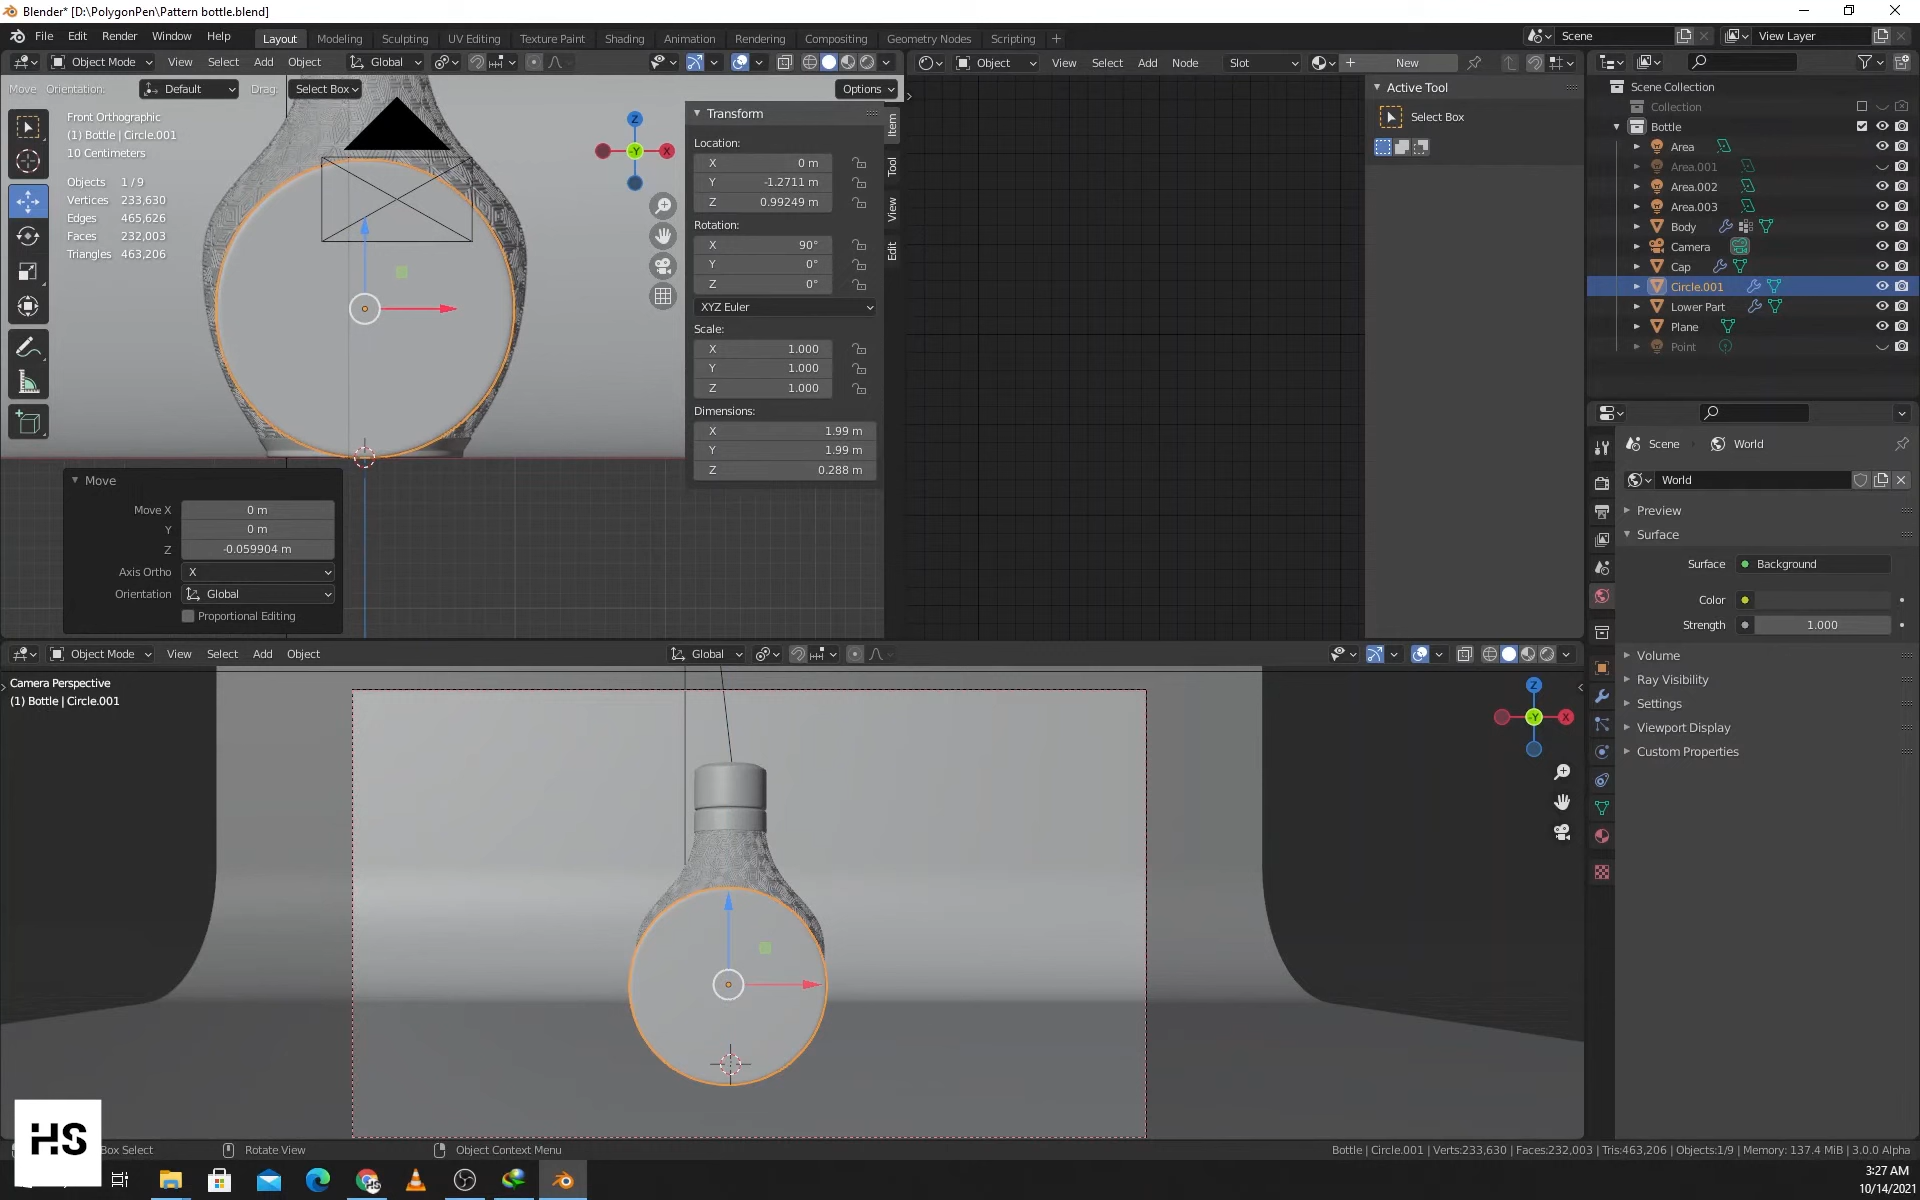 Blender* [D:\PolygonPen\Pattern bottle.blend]
File Edit Render Window Help Layout Modeling Sculpting UV Editing Texture Paint Shading Animation Rendering Compositing Geometry Nodes Scripting + Scene View Layer
Object Mode View Select Add Object Global Object View Select Add Node Slot New
Move Orientation: Default Drag: Select Box Options
Front Orthographic
(1) Bottle | Circle.001
10 Centimeters
Objects 1/9
Vertices 233,630
Edges 465,626
Faces 232,003
Triangles 463,206
Z
-Y
X
Transform
Location:
X 0 m
Y -1.2711 m
Z 0.99249 m
Rotation:
X 90°
Y 0°
Z 0°
XYZ Euler
Scale:
X 1.000
Y 1.000
Z 1.000
Dimensions:
X 1.99 m
Y 1.99 m
Z 0.288 m
Item
Tool
View
Edit
Move
Move X 0 m
Y 0 m
Z -0.059904 m
Axis Ortho X
Orientation Global
Proportional Editing
Active Tool
Select Box
Scene Collection
Collection
Bottle
Area
Area.001
Area.002
Area.003
Body
Camera
Cap
Circle.001
Lower Part
Plane
Point
Scene World
World
Preview
Surface
Surface Background
Color
Strength 1.000
Volume
Ray Visibility
Settings
Viewport Display
Custom Properties
Object Mode View Select Add Object Global
Camera Perspective
(1) Bottle | Circle.001
Z
-Y
X
HS
Box Select Rotate View Object Context Menu
Bottle | Circle.001 | Verts:233,630 | Faces:232,003 | Tris:463,206 | Objects:1/9 | Memory: 137.4 MiB | 3.0.0 Alpha
3:27 AM
10/14/2021